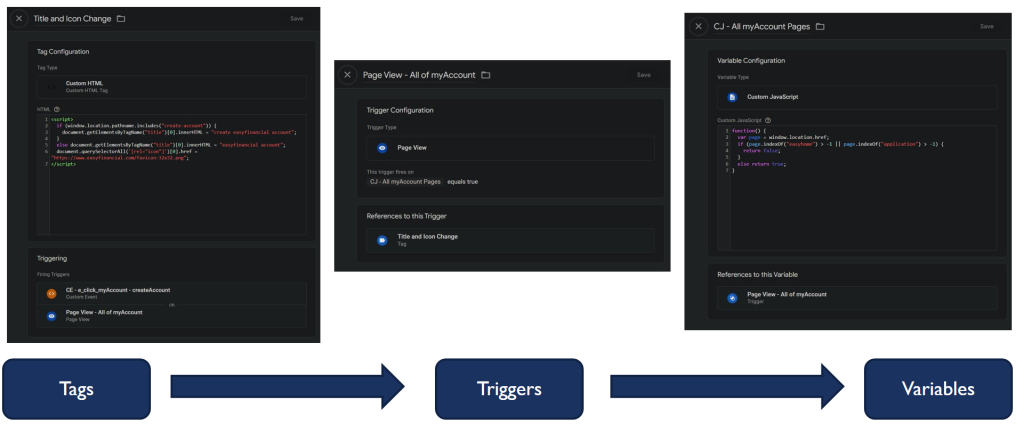 Title and Icon Change
Save
Tag Configuration
Tag Type
Custom HTML
Custom HTML Tag
HTML
1 <script>
2 if (window.location.pathname.includes("create-account")) {
3 document.getElementsByTagName("title")[0].innerHTML = "create easyfinancial account";
4 }
5 else document.getElementsByTagName("title")[0].innerHTML = "easyfinancial account";
6 document.querySelectorAll('[rel="icon"]')[0].href =
"https://www.easyfinancial.com/favicon-32x32.png";
7 </script>
Triggering
Firing Triggers
CE - e_click_myAccount - createAccount
Custom Event
OR
Page View - All of myAccount
Page View
Page View - All of myAccount
Save
Trigger Configuration
Trigger Type
Page View
This trigger fires on
CJ - All myAccount Pages equals true
References to this Trigger
Title and Icon Change
Tag
CJ - All myAccount Pages
Save
Variable Configuration
Variable Type
Custom JavaScript
Custom JavaScript
1 function() {
2 var page = window.location.href;
3 if (page.indexOf("easyhome") > -1 || page.indexOf("application") > -1) {
4 return false;
5 }
6 else return true;
7 }
References to this Variable
Page View - All of myAccount
Trigger
Tags
Triggers
Variables